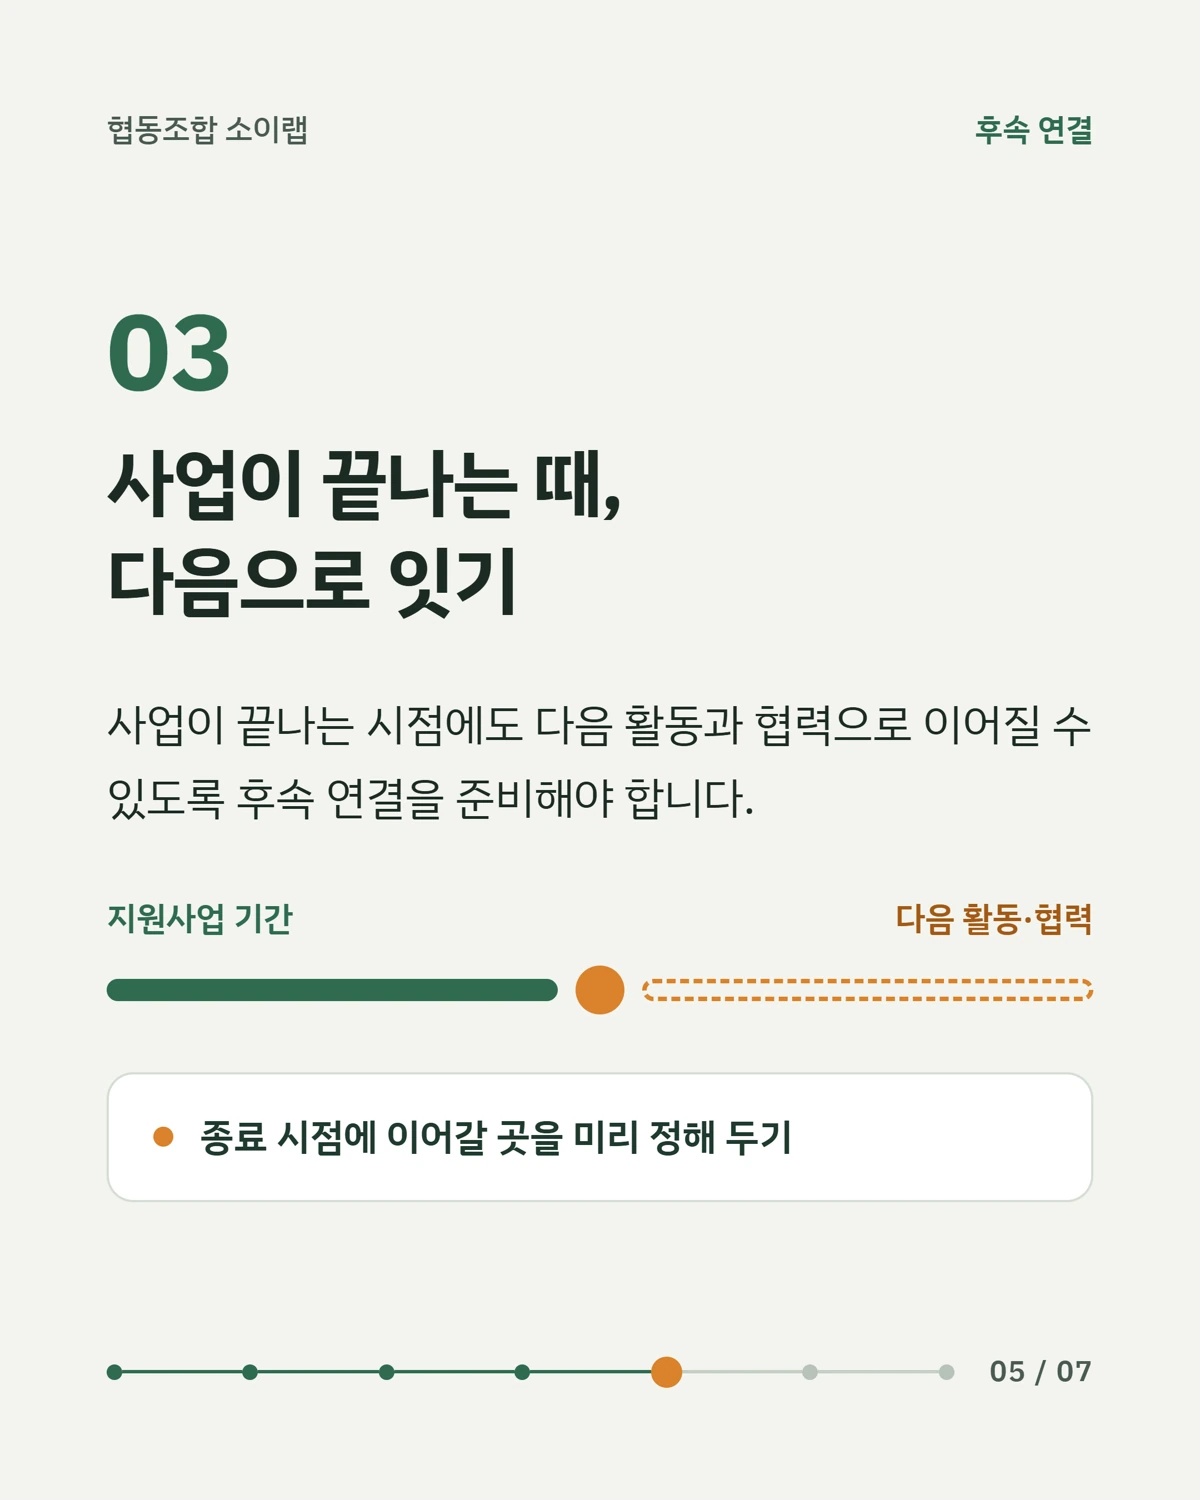 협동조합 소이랩
후속 연결
03
사업이 끝나는 때,
다음으로 잇기
사업이 끝나는 시점에도 다음 활동과 협력으로 이어질 수
있도록 후속 연결을 준비해야 합니다.
지원사업 기간
다음 활동·협력
종료 시점에 이어갈 곳을 미리 정해 두기
05 / 07